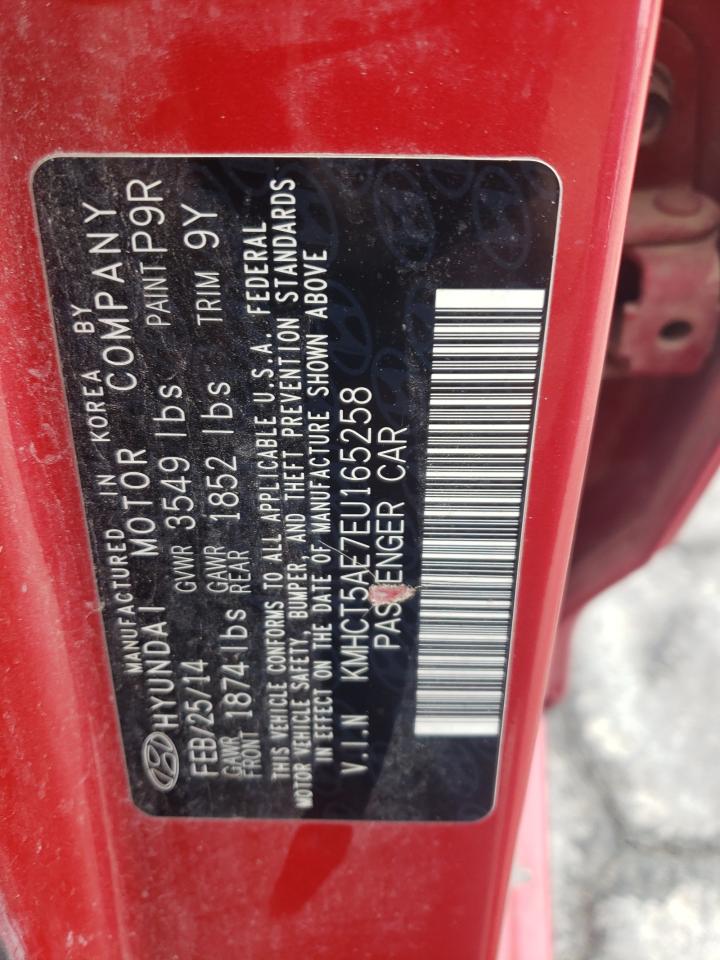 MANUFACTURED IN KOREA BY
HYUNDAI MOTOR COMPANY
FEB/25/14 GVWR 3549 lbs PAINT P9R
GAWR FRONT 1874 lbs GAWR REAR 1852 lbs TRIM 9Y
THIS VEHICLE CONFORMS TO ALL APPLICABLE U.S.A. FEDERAL
MOTOR VEHICLE SAFETY, BUMPER, AND THEFT PREVENTION STANDARDS
IN EFFECT ON THE DATE OF MANUFACTURE SHOWN ABOVE
V.I.N KMHCT5AE7EU165258
PASSENGER CAR